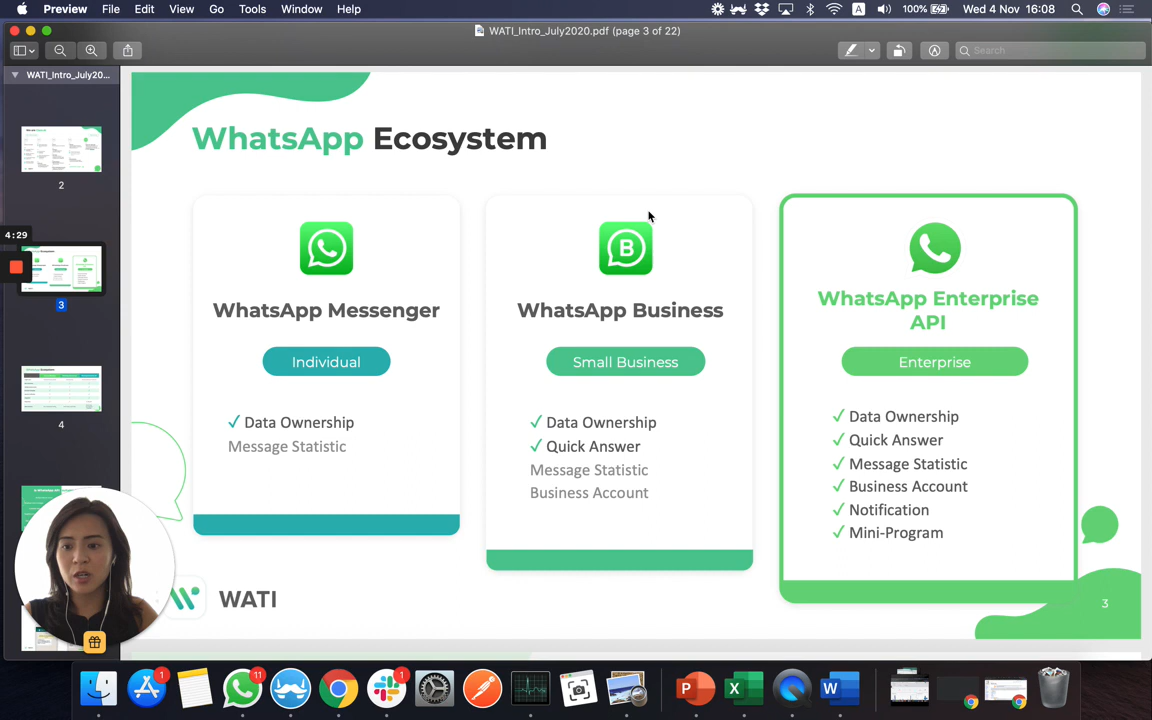 Preview File Edit View Go Tools Window Help
A 100% Wed 4 Nov 16:08
WATI_Intro_July2020.pdf (page 3 of 22)
Search
WATI_Intro_July20...
2
4:29
3
4
WhatsApp Ecosystem
B
WhatsApp Messenger
Individual
✓ Data Ownership
Message Statistic
WhatsApp Business
Small Business
✓ Data Ownership
✓ Quick Answer
Message Statistic
Business Account
WhatsApp Enterprise
API
Enterprise
✓ Data Ownership
✓ Quick Answer
✓ Message Statistic
✓ Business Account
✓ Notification
✓ Mini-Program
WATI
3
1
11
1
P
X
W